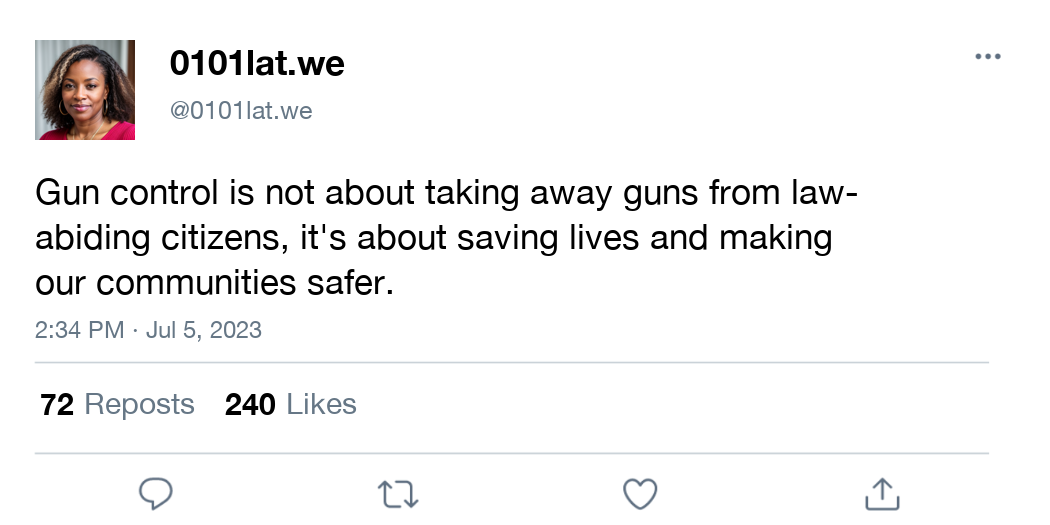 0101lat.we
@0101lat.we
Gun control is not about taking away guns from law-
abiding citizens, it's about saving lives and making
our communities safer.
2:34 PM · Jul 5, 2023
72 Reposts 240 Likes